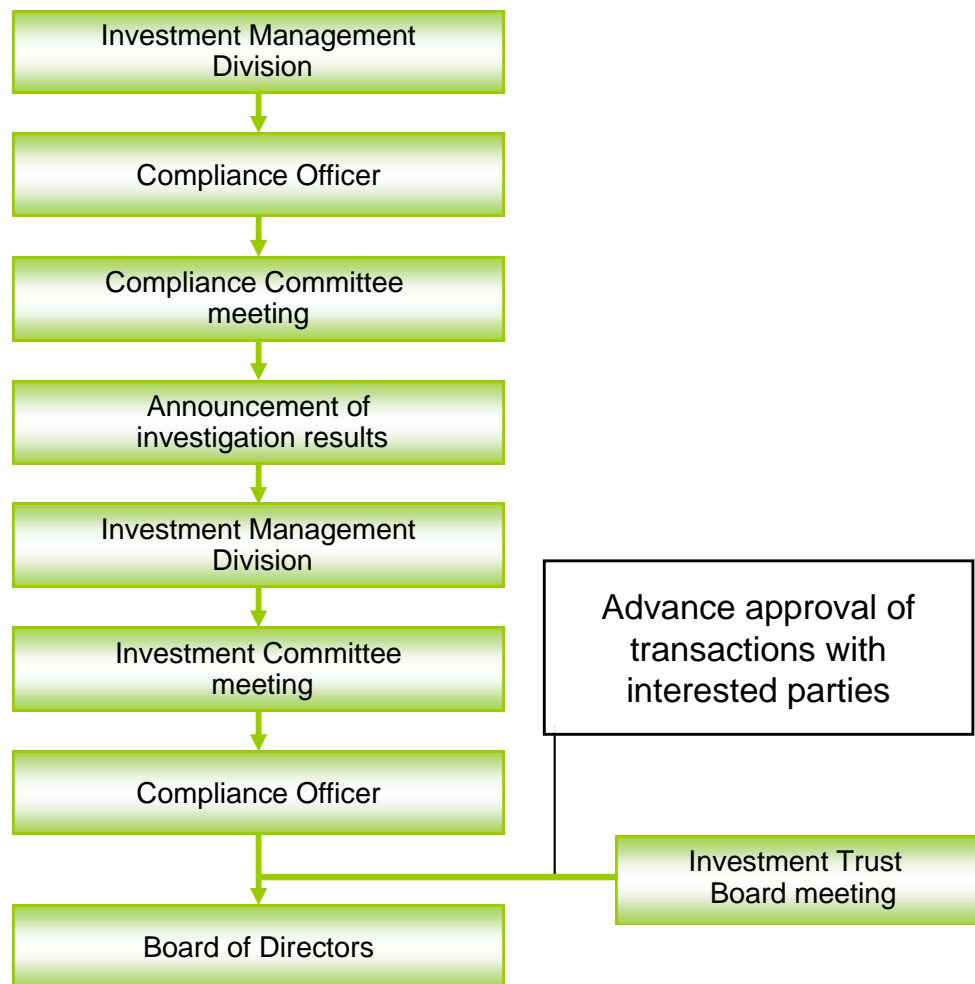 Investment Management
Division
Compliance Officer
Compliance Committee
meeting
Announcement of
investigation results
Investment Management
Division
Investment Committee
meeting
Advance approval of
transactions with
interested parties
Compliance Officer
Investment Trust
Board meeting
Board of Directors